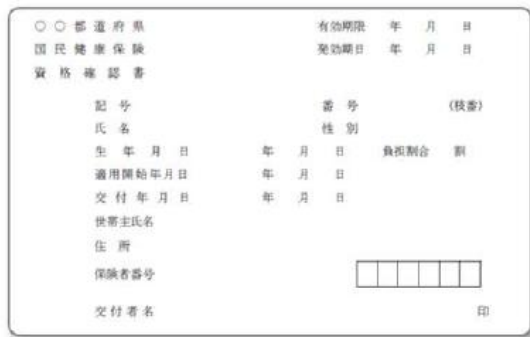 ○○都道府県 有効期限 年 月 日
国民健康保険 発効期日 年 月 日
資格確認書
記号 番号 (枝番)
氏名 性別
生年月日 年 月 日 負担割合 割
適用開始年月日 年 月 日
交付年月日 年 月 日
世帯主氏名
住所
保険者番号
交付者名 印